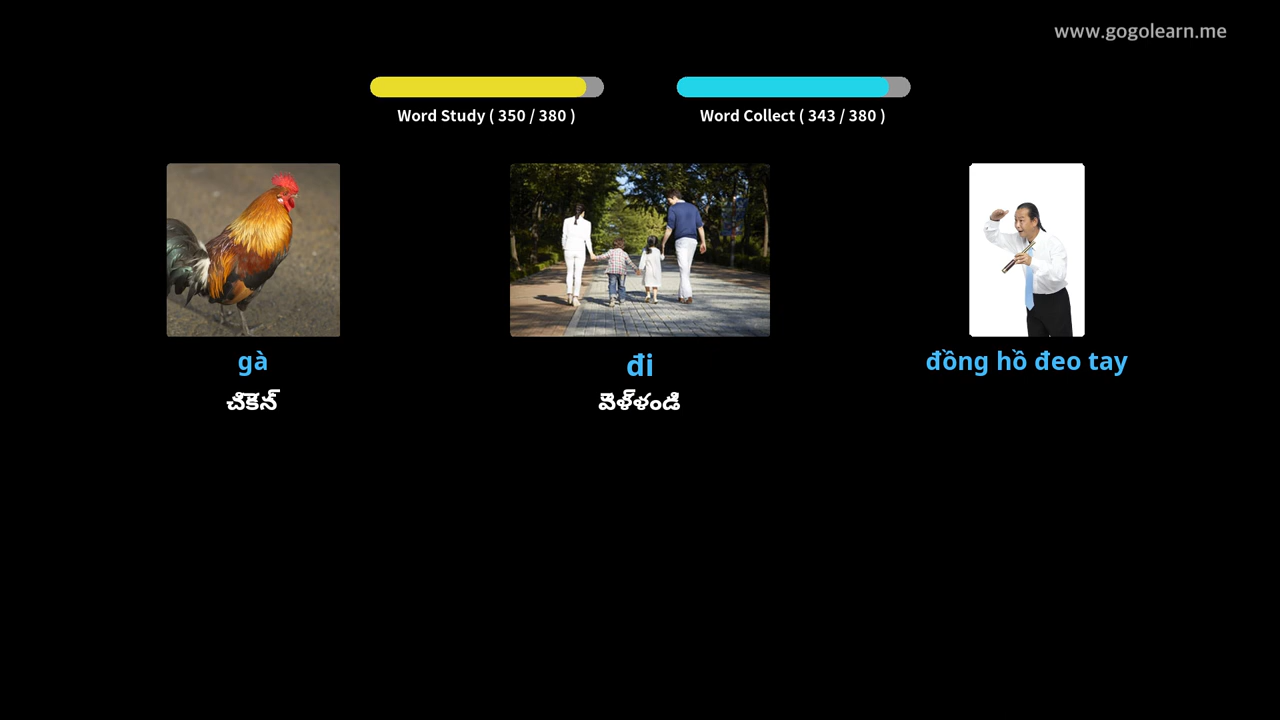 www.gogolearn.me
Word Study ( 350 / 380 )
Word Collect ( 343 / 380 )
gà
đi
đồng hồ đeo tay
చికెన్
వెళ్ళండి